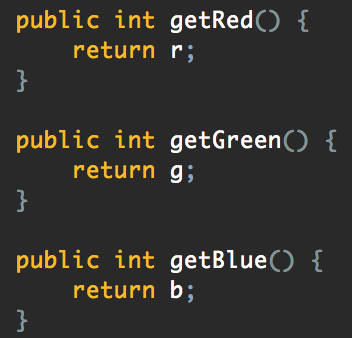 public int getRed() {
    return r;
}

public int getGreen() {
    return g;
}

public int getBlue() {
    return b;
}